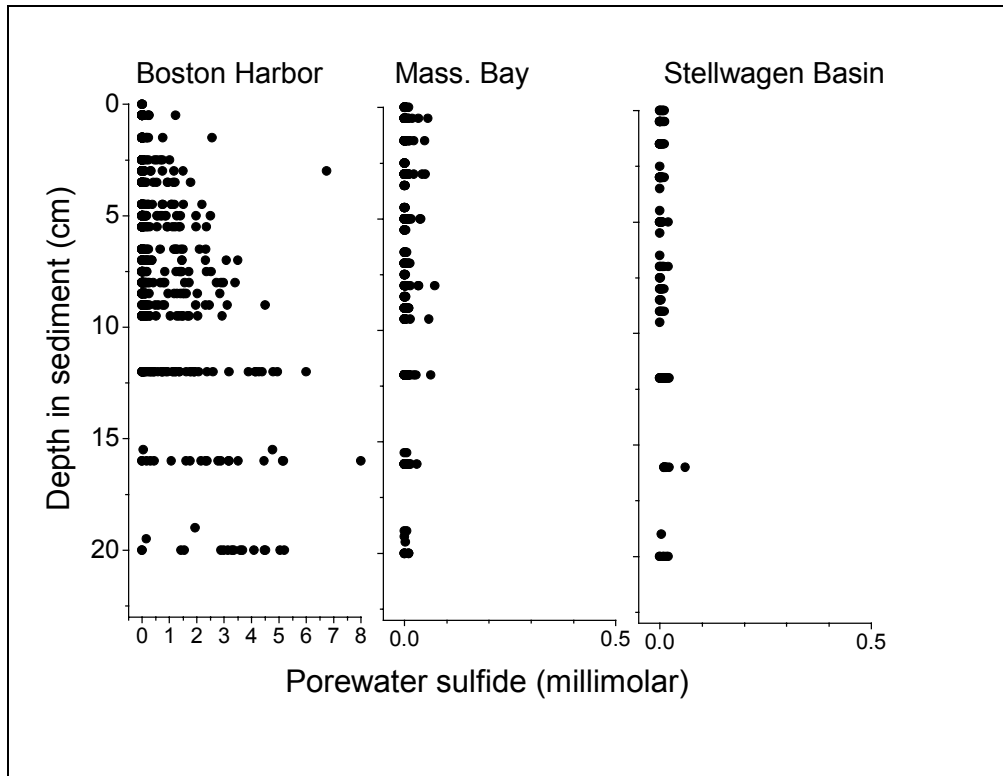 Boston Harbor Mass. Bay Stellwagen Basin
0
5
10
15
20
Depth in sediment (cm)
0 1 2 3 4 5 6 7 8 0.0 0.5 0.0 0.5
Porewater sulfide (millimolar)